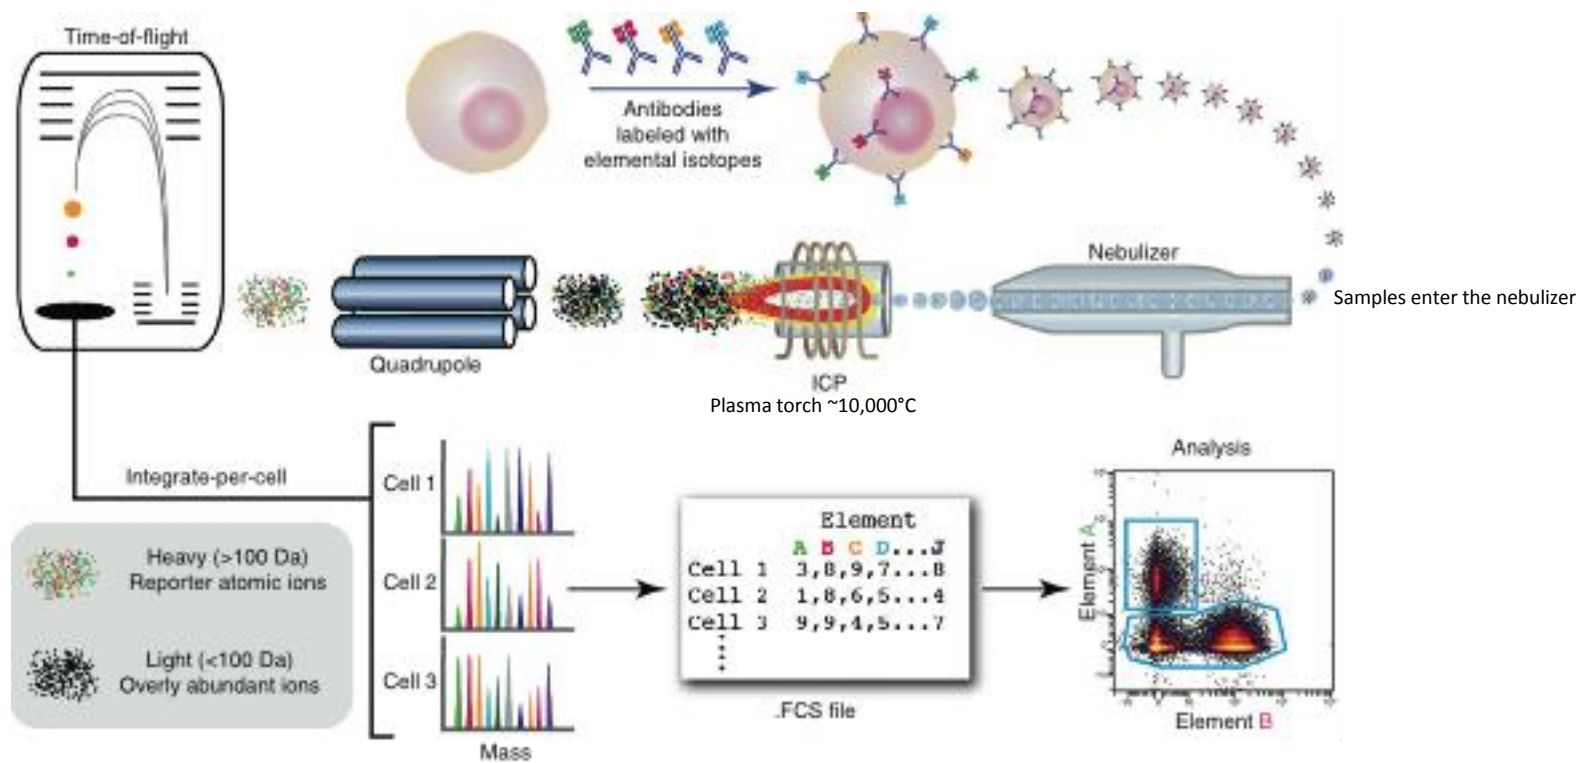 Time-of-flight
Antibodies
labeled with
elemental isotopes
Nebulizer
Samples enter the nebulizer
Quadrupole
ICP
Plasma torch ~10,000°C
Integrate-per-cell
Heavy (>100 Da)
Reporter atomic ions
Light (<100 Da)
Overly abundant ions
Cell 1
Cell 2
Cell 3
Mass
Element
A B C D...J
Cell 1 3,8,9,7...8
Cell 2 1,8,6,5...4
Cell 3 9,9,4,5...7
.FCS file
Analysis
Element A
Element B